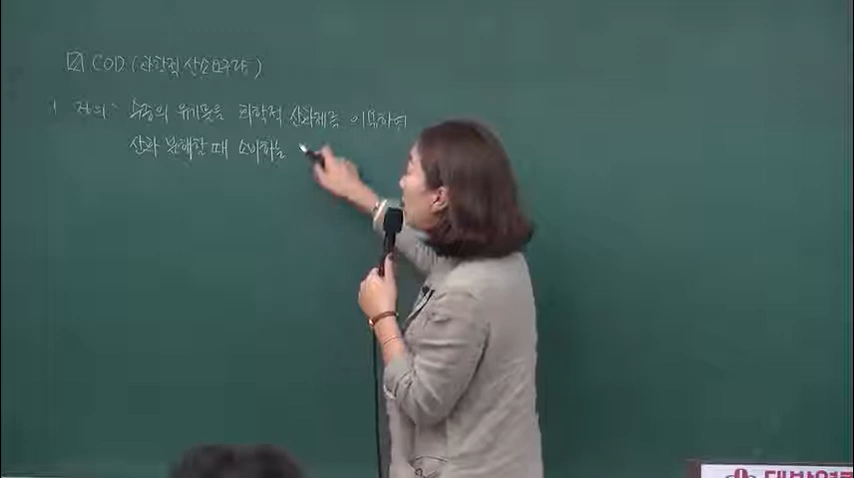 ☑ COD (화학적 산소요구량)
1 정의 수중의 유기물을 화학적 산화제를 이용하여
산화 분해할 때 소비하는